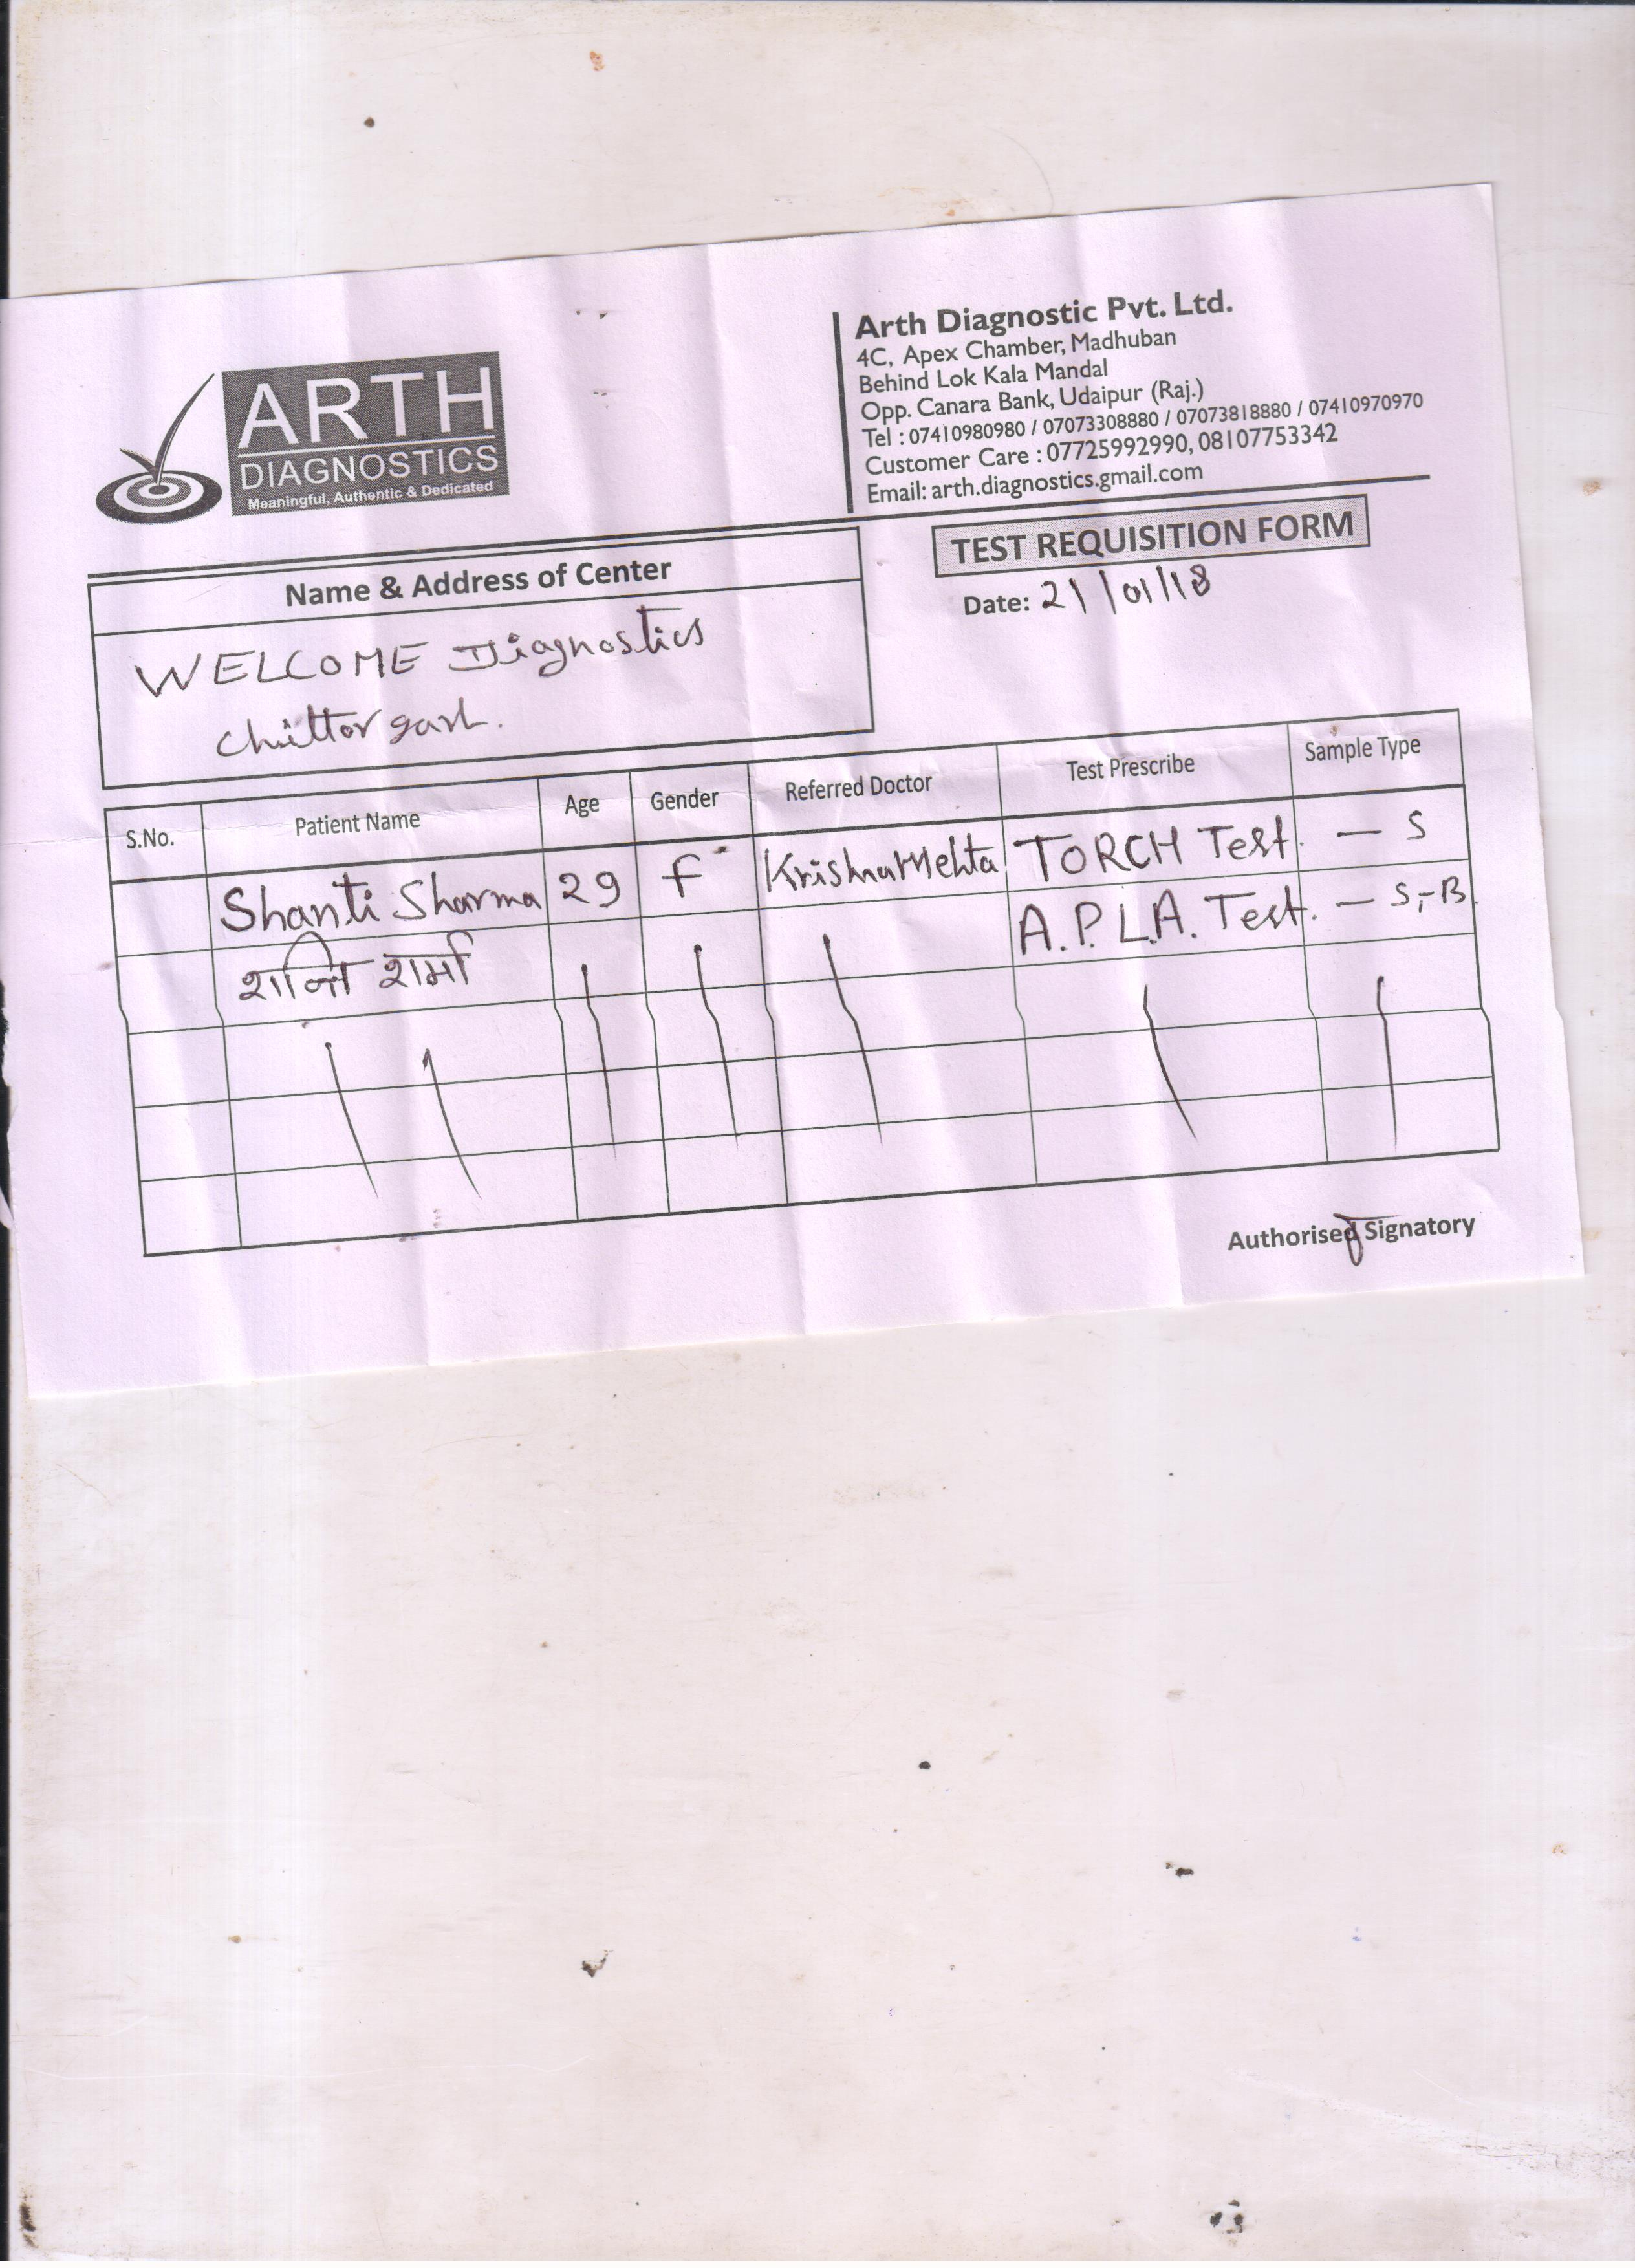 ARTH
DIAGNOSTICS
Meaningful, Authentic & Dedicated
Arth Diagnostic Pvt. Ltd.
4C, Apex Chamber, Madhuban
Behind Lok Kala Mandal
Opp. Canara Bank, Udaipur (Raj.)
Tel : 07410980980 / 07073308880 / 07073818880 / 07410970970
Customer Care : 07725992990, 08107753342
Email: arth.diagnostics.gmail.com
TEST REQUISITION FORM
Date: 21/01/18
Name & Address of Center
WELCOME Diagnostics
Chittorgarh.
S.No. Patient Name Age Gender Referred Doctor Test Prescribe Sample Type
Shanti Sharma 29 F Krishna Mehta TORCH Test. — S
शान्ति शर्मा A.P.L.A. Test. — S,-B
Authorised Signatory